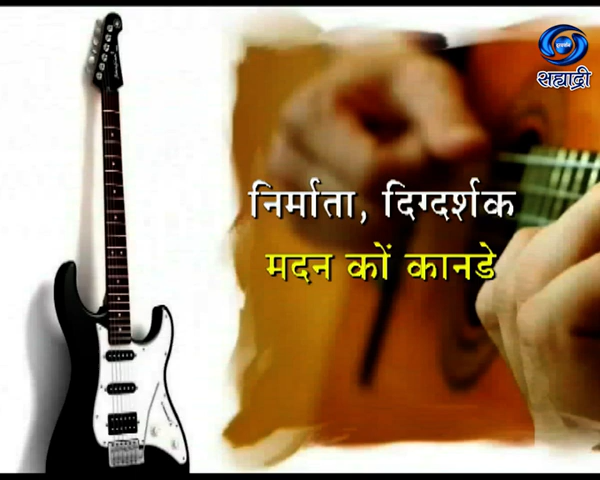 सह्याद्री
निर्माता, दिग्दर्शक
मदन कों कानडे